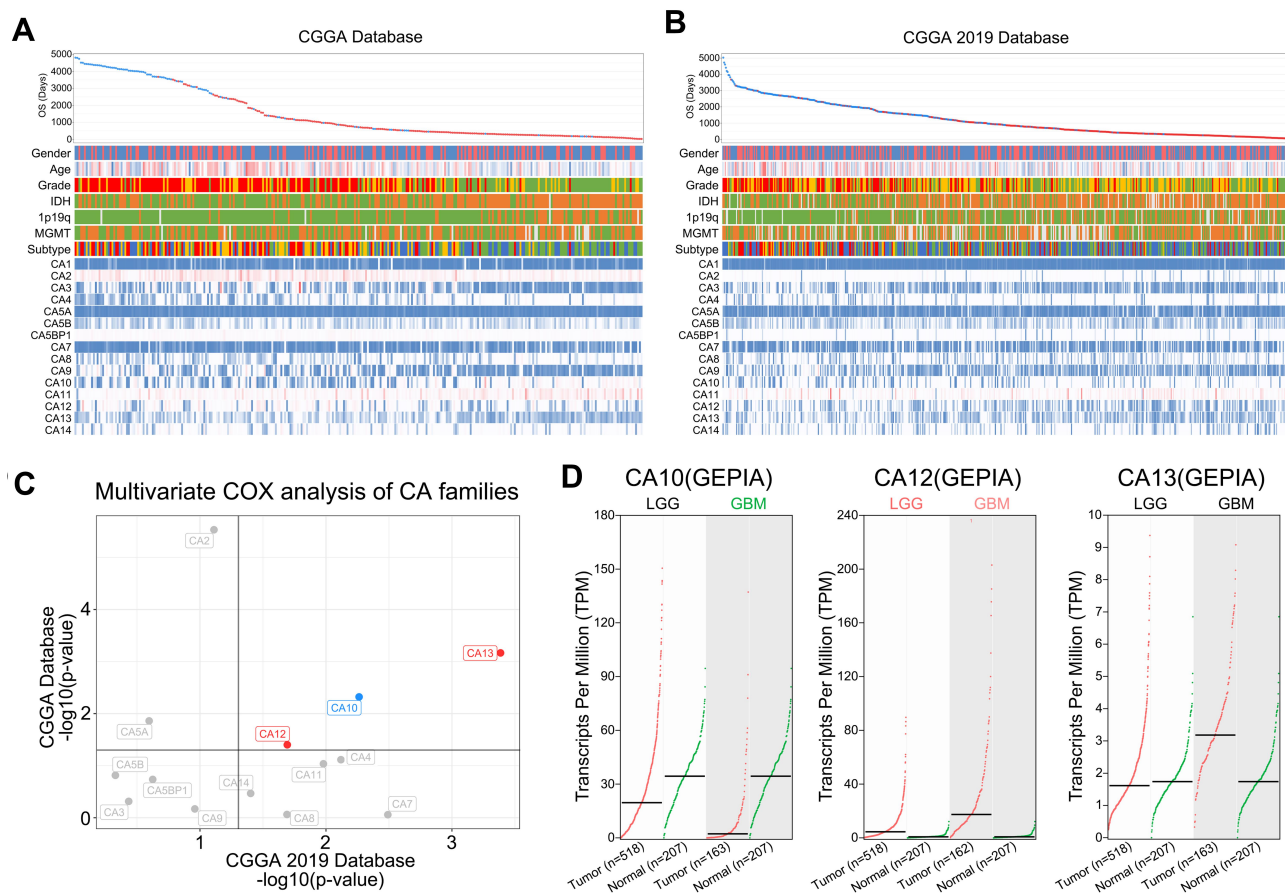 A
CGGA Database
OS (Days)
5000
4000
3000
2000
1000
0
Gender
Age
Grade
IDH
1p19q
MGMT
Subtype
CA1
CA2
CA3
CA4
CA5A
CA5B
CA5BP1
CA7
CA8
CA9
CA10
CA11
CA12
CA13
CA14
B
CGGA 2019 Database
OS (Days)
5000
4000
3000
2000
1000
0
Gender
Age
Grade
IDH
1p19q
MGMT
Subtype
CA1
CA2
CA3
CA4
CA5A
CA5B
CA5BP1
CA7
CA8
CA9
CA10
CA11
CA12
CA13
CA14
C
Multivariate COX analysis of CA families
CGGA Database
-log10(p-value)
4
2
0
CA2
CA13
CA10
CA5A
CA12
CA5B
CA5BP1
CA14
CA11
CA4
CA3
CA9
CA8
CA7
1 2 3
CGGA 2019 Database
-log10(p-value)
D
CA10(GEPIA)
LGG GBM
Transcripts Per Million (TPM)
180
150
120
90
60
30
0
Tumor (n=518)
Normal (n=207)
Tumor (n=163)
Normal (n=207)
CA12(GEPIA)
LGG GBM
Transcripts Per Million (TPM)
240
200
160
120
80
40
0
Tumor (n=518)
Normal (n=207)
Tumor (n=162)
Normal (n=207)
CA13(GEPIA)
LGG GBM
Transcripts Per Million (TPM)
10
9
8
7
6
5
4
3
2
1
0
Tumor (n=518)
Normal (n=207)
Tumor (n=163)
Normal (n=207)